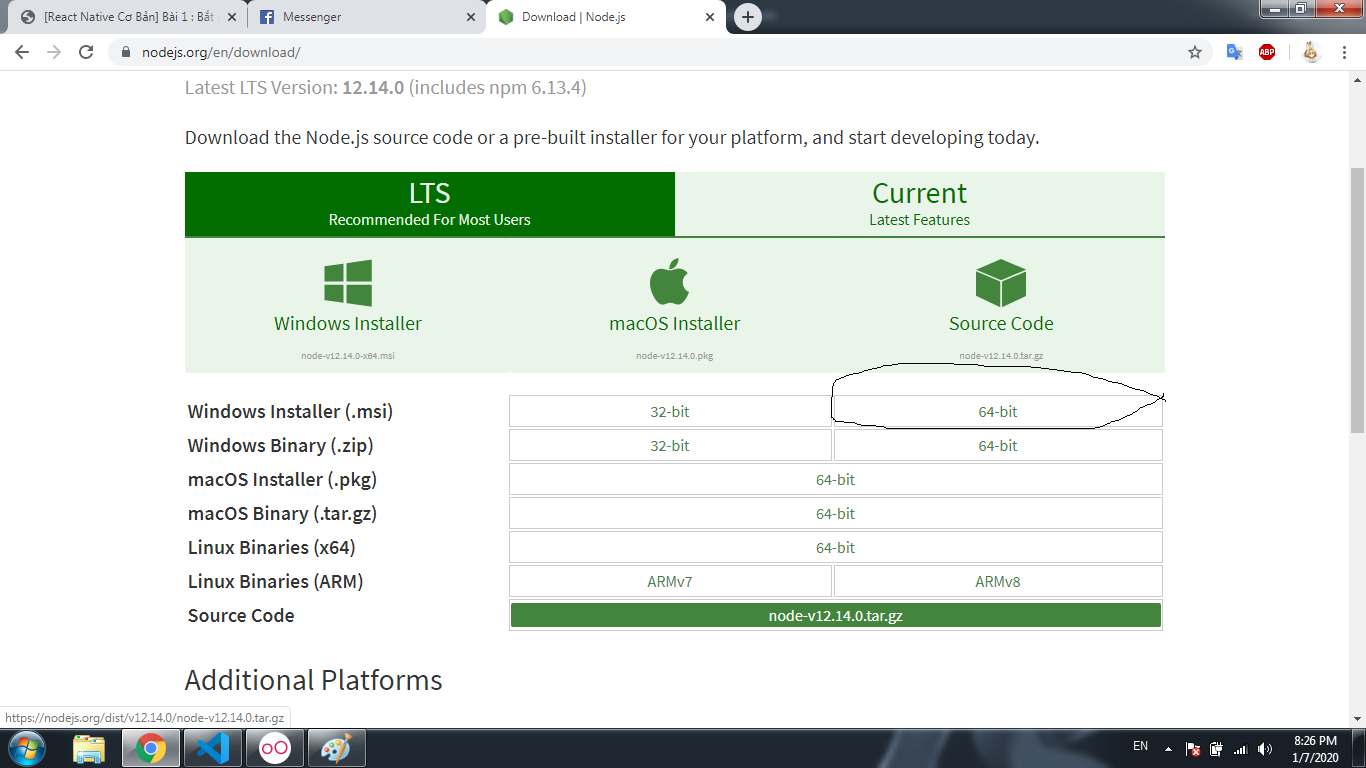 [React Native Cơ Bản] Bài 1 : Bắt
Messenger
Download | Node.js
nodejs.org/en/download/
ABP
Latest LTS Version: 12.14.0 (includes npm 6.13.4)
Download the Node.js source code or a pre-built installer for your platform, and start developing today.
LTS
Recommended For Most Users
Current
Latest Features
Windows Installer
node-v12.14.0-x64.msi
macOS Installer
node-v12.14.0.pkg
Source Code
node-v12.14.0.tar.gz
Windows Installer (.msi) 32-bit 64-bit
Windows Binary (.zip) 32-bit 64-bit
macOS Installer (.pkg) 64-bit
macOS Binary (.tar.gz) 64-bit
Linux Binaries (x64) 64-bit
Linux Binaries (ARM) ARMv7 ARMv8
Source Code node-v12.14.0.tar.gz
Additional Platforms
https://nodejs.org/dist/v12.14.0/node-v12.14.0.tar.gz
EN
8:26 PM
1/7/2020